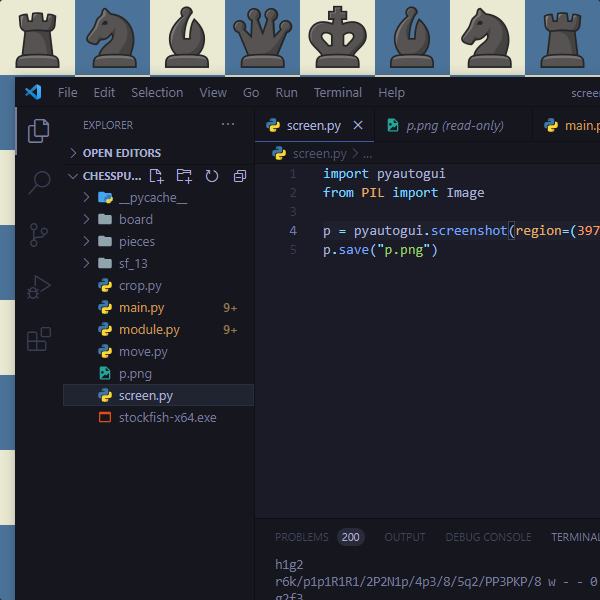 File Edit Selection View Go Run Terminal Help scree
EXPLORER ...
screen.py
p.png (read-only)
main.p
OPEN EDITORS
screen.py > ...
CHESSPU...
__pycache__
board
pieces
sf_13
crop.py
main.py 9+
module.py 9+
move.py
p.png
screen.py
stockfish-x64.exe
1 import pyautogui
2 from PIL import Image
3
4 p = pyautogui.screenshot(region=(397
5 p.save("p.png")
PROBLEMS 200 OUTPUT DEBUG CONSOLE TERMINAL
h1g2
r6k/p1p1R1R1/2P2N1p/4p3/8/5q2/PP3PKP/8 w - - 0
g2f3